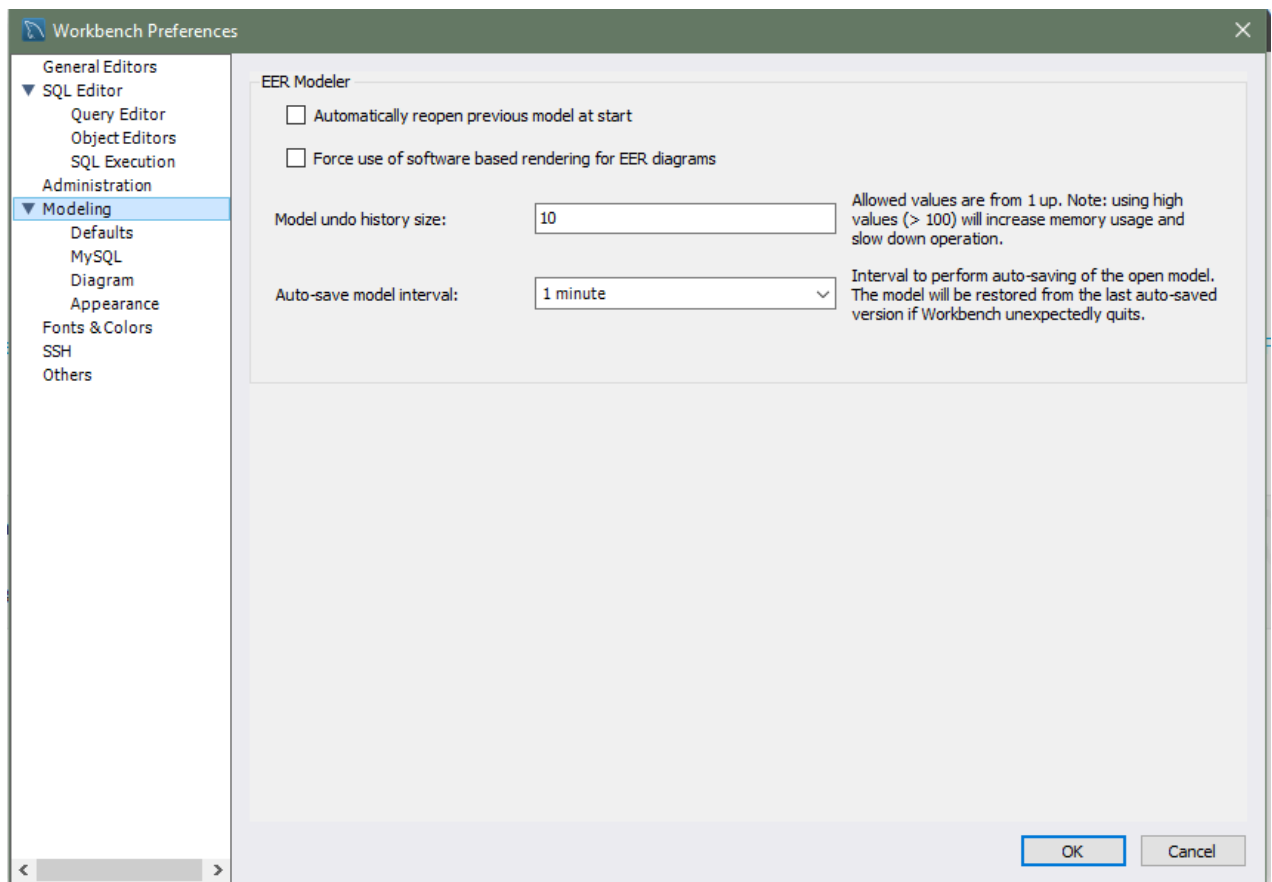 Workbench Preferences
General Editors
SQL Editor
Query Editor
Object Editors
SQL Execution
Administration
Modeling
Defaults
MySQL
Diagram
Appearance
Fonts & Colors
SSH
Others
EER Modeler
Automatically reopen previous model at start
Force use of software based rendering for EER diagrams
Model undo history size:
10
Allowed values are from 1 up. Note: using high
values (> 100) will increase memory usage and
slow down operation.
Auto-save model interval:
1 minute
Interval to perform auto-saving of the open model.
The model will be restored from the last auto-saved
version if Workbench unexpectedly quits.
OK
Cancel